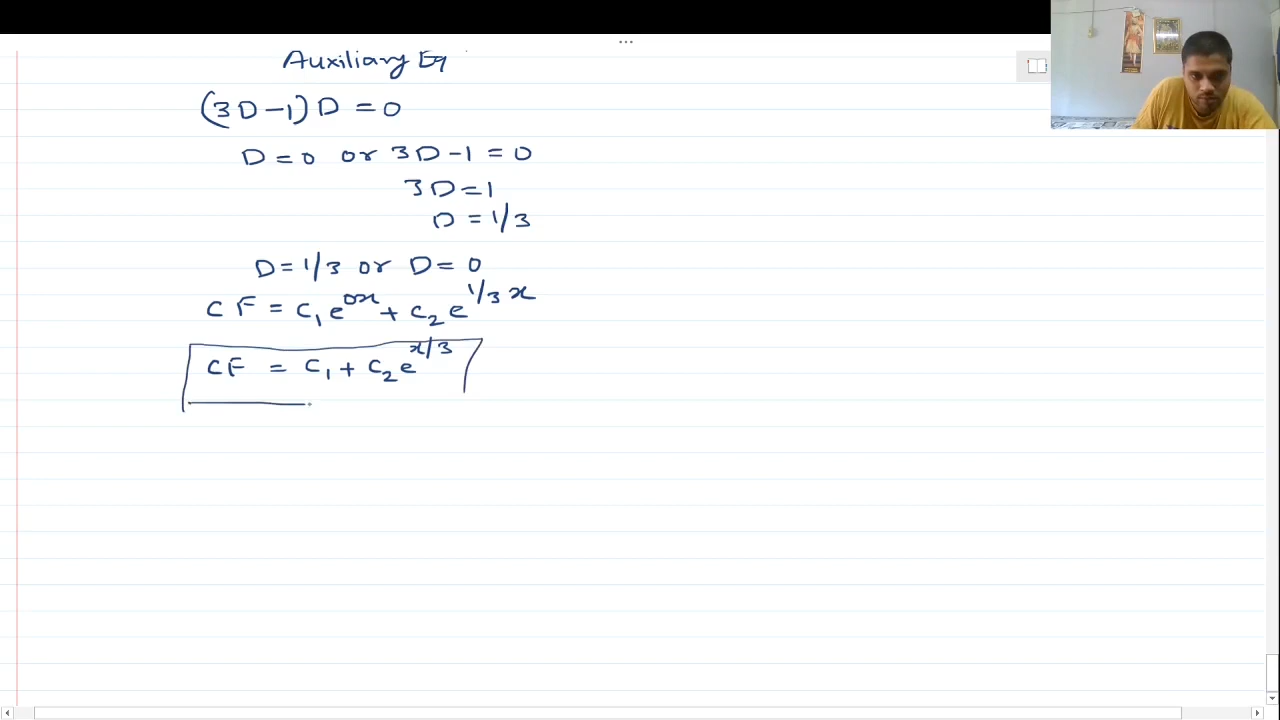 Auxiliary Eq
(3D-1) D = 0
D = 0 or 3D-1 = 0
3D = 1
D = 1/3
D = 1/3 or D = 0
CF = C₁e^{0x} + C₂e^{1/3 x}
CF = C₁ + C₂e^{x/3}